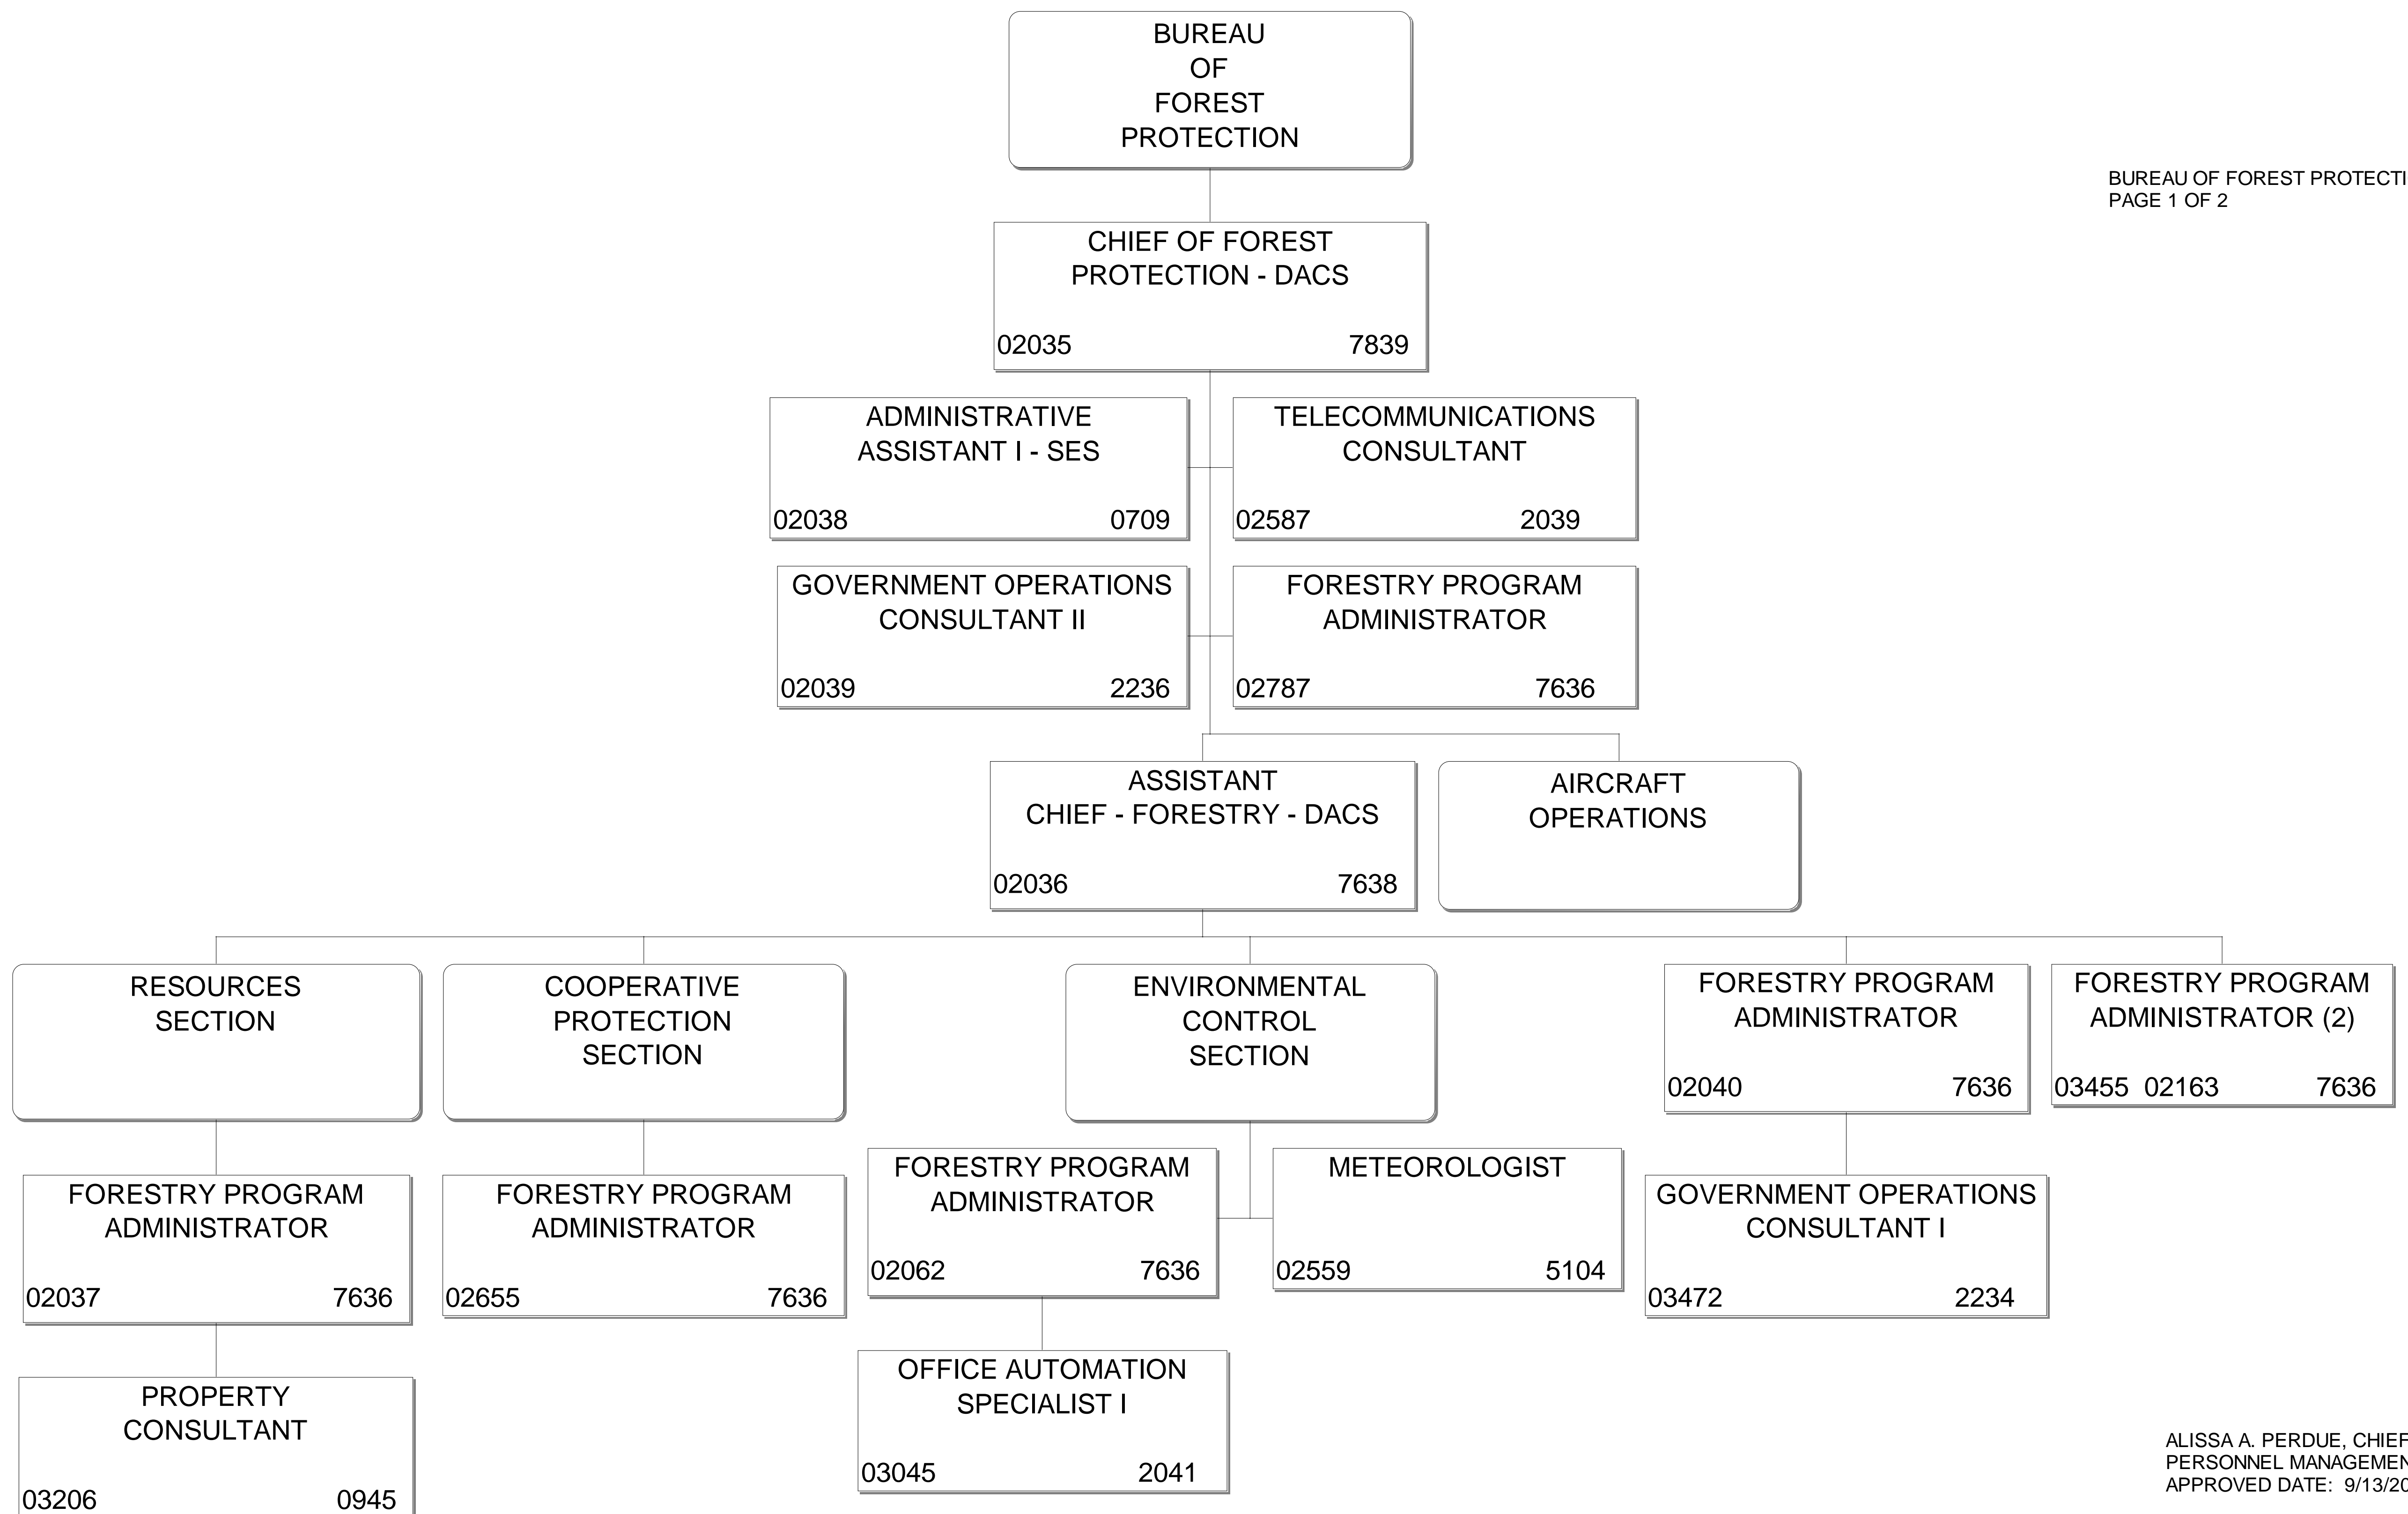 BUREAU
OF
FOREST
PROTECTION
BUREAU OF FOREST
PAGE 1 OF 2
CHIEF OF FOREST
PROTECTION - DACS
02035 7839
ADMINISTRATIVE
ASSISTANT I - SES
02038 0709
TELECOMMUNICATIONS
CONSULTANT
02587 2039
GOVERNMENT OPERATIONS
CONSULTANT II
02039 2236
FORESTRY PROGRAM
ADMINISTRATOR
02787 7636
ASSISTANT
CHIEF - FORESTRY - DACS
02036 7638
AIRCRAFT
OPERATIONS
RESOURCES
SECTION
COOPERATIVE
PROTECTION
SECTION
ENVIRONMENTAL
CONTROL
SECTION
FORESTRY PROGRAM
ADMINISTRATOR
02040 7636
FORESTRY PROGRAM
ADMINISTRATOR (2)
03455 02163 7636
FORESTRY PROGRAM
ADMINISTRATOR
02037 7636
FORESTRY PROGRAM
ADMINISTRATOR
02655 7636
FORESTRY PROGRAM
ADMINISTRATOR
02062 7636
METEOROLOGIST
02559 5104
GOVERNMENT OPERATIONS
CONSULTANT I
03472 2234
PROPERTY
CONSULTANT
03206 0945
OFFICE AUTOMATION
SPECIALIST I
03045 2041
ALISSA A. PERDUE, CHIEF
PERSONNEL
APPROVED DATE: